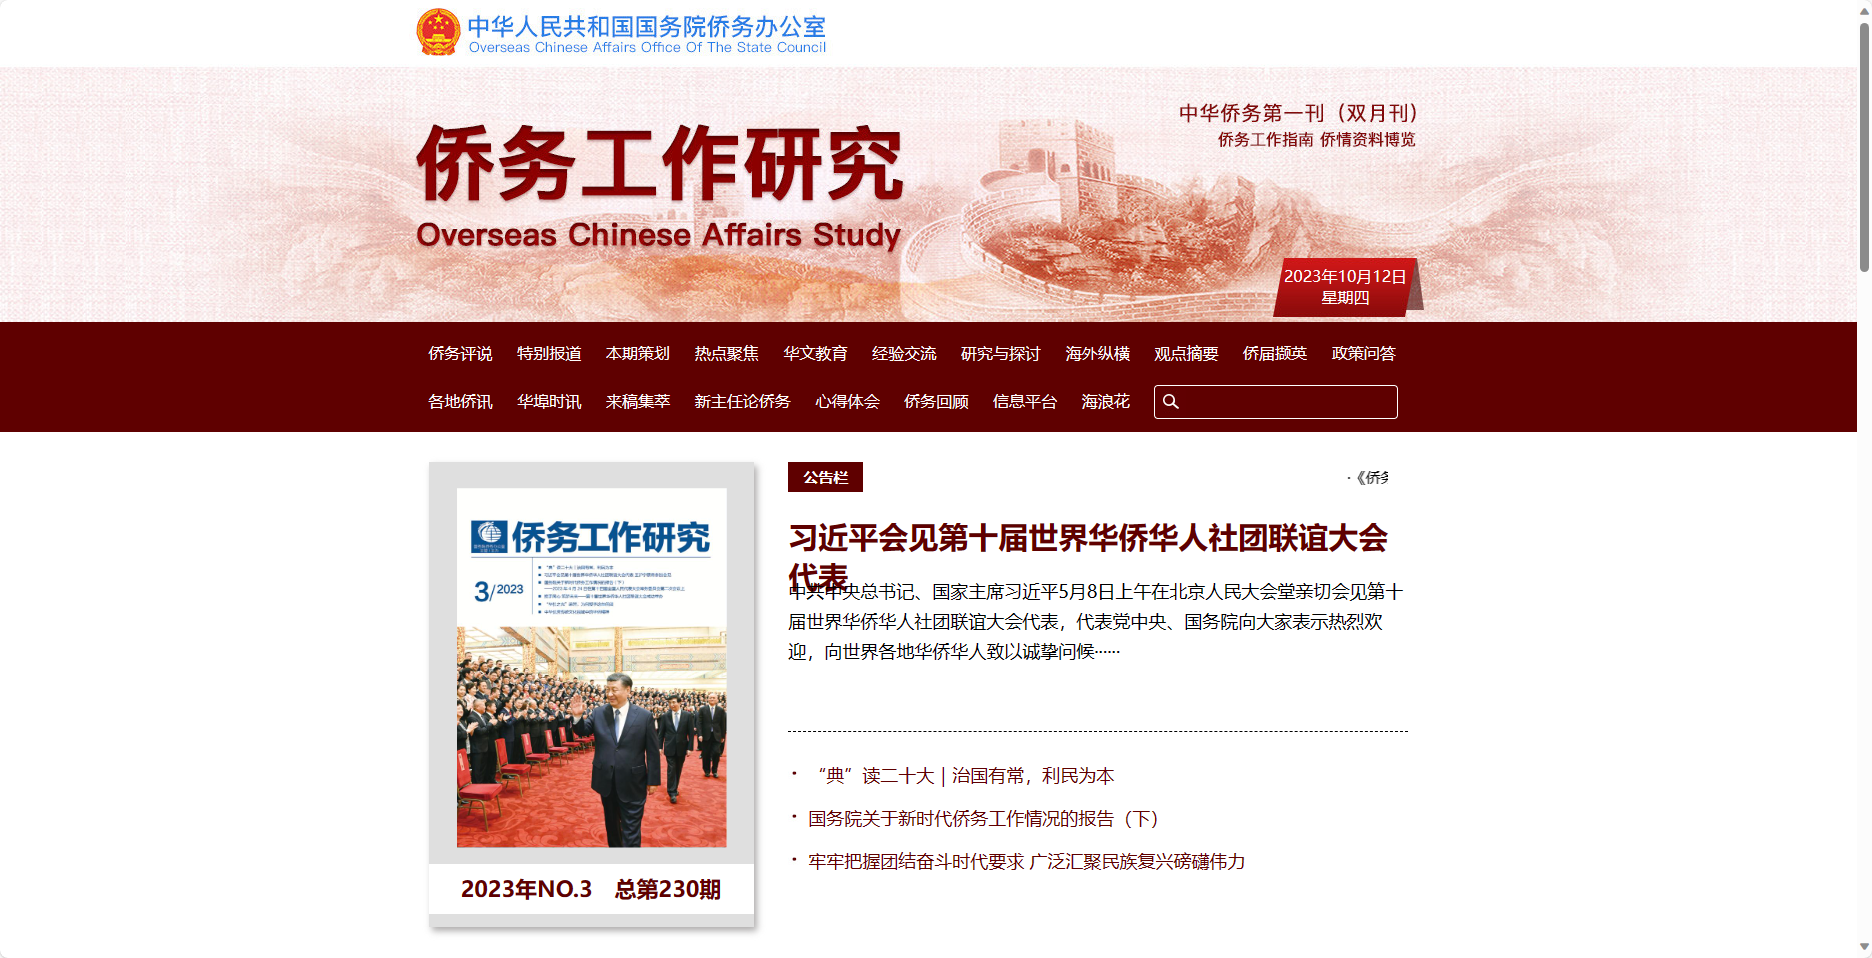 中华人民共和国国务院侨务办公室
Overseas Chinese Affairs Office Of The State Council
中华侨务第一刊（双月刊）
侨务工作指南 侨情资料博览
侨务工作研究
Overseas Chinese Affairs Study
2023年10月12日
星期四
侨务评说 特别报道 本期策划 热点聚焦 华文教育 经验交流 研究与探讨 海外纵横 观点摘要 侨届撷英 政策问答
各地侨讯 华埠时讯 来稿集萃 新主任论侨务 心得体会 侨务回顾 信息平台 海浪花
侨务工作研究
3/2023
2023年NO.3 总第230期
公告栏
·《侨务
习近平会见第十届世界华侨华人社团联谊大会
代表
中共中央总书记、国家主席习近平5月8日上午在北京人民大会堂亲切会见第十
届世界华侨华人社团联谊大会代表，代表党中央、国务院向大家表示热烈欢
迎，向世界各地华侨华人致以诚挚问候······
· “典”读二十大 | 治国有常，利民为本
· 国务院关于新时代侨务工作情况的报告（下）
· 牢牢把握团结奋斗时代要求 广泛汇聚民族复兴磅礴伟力